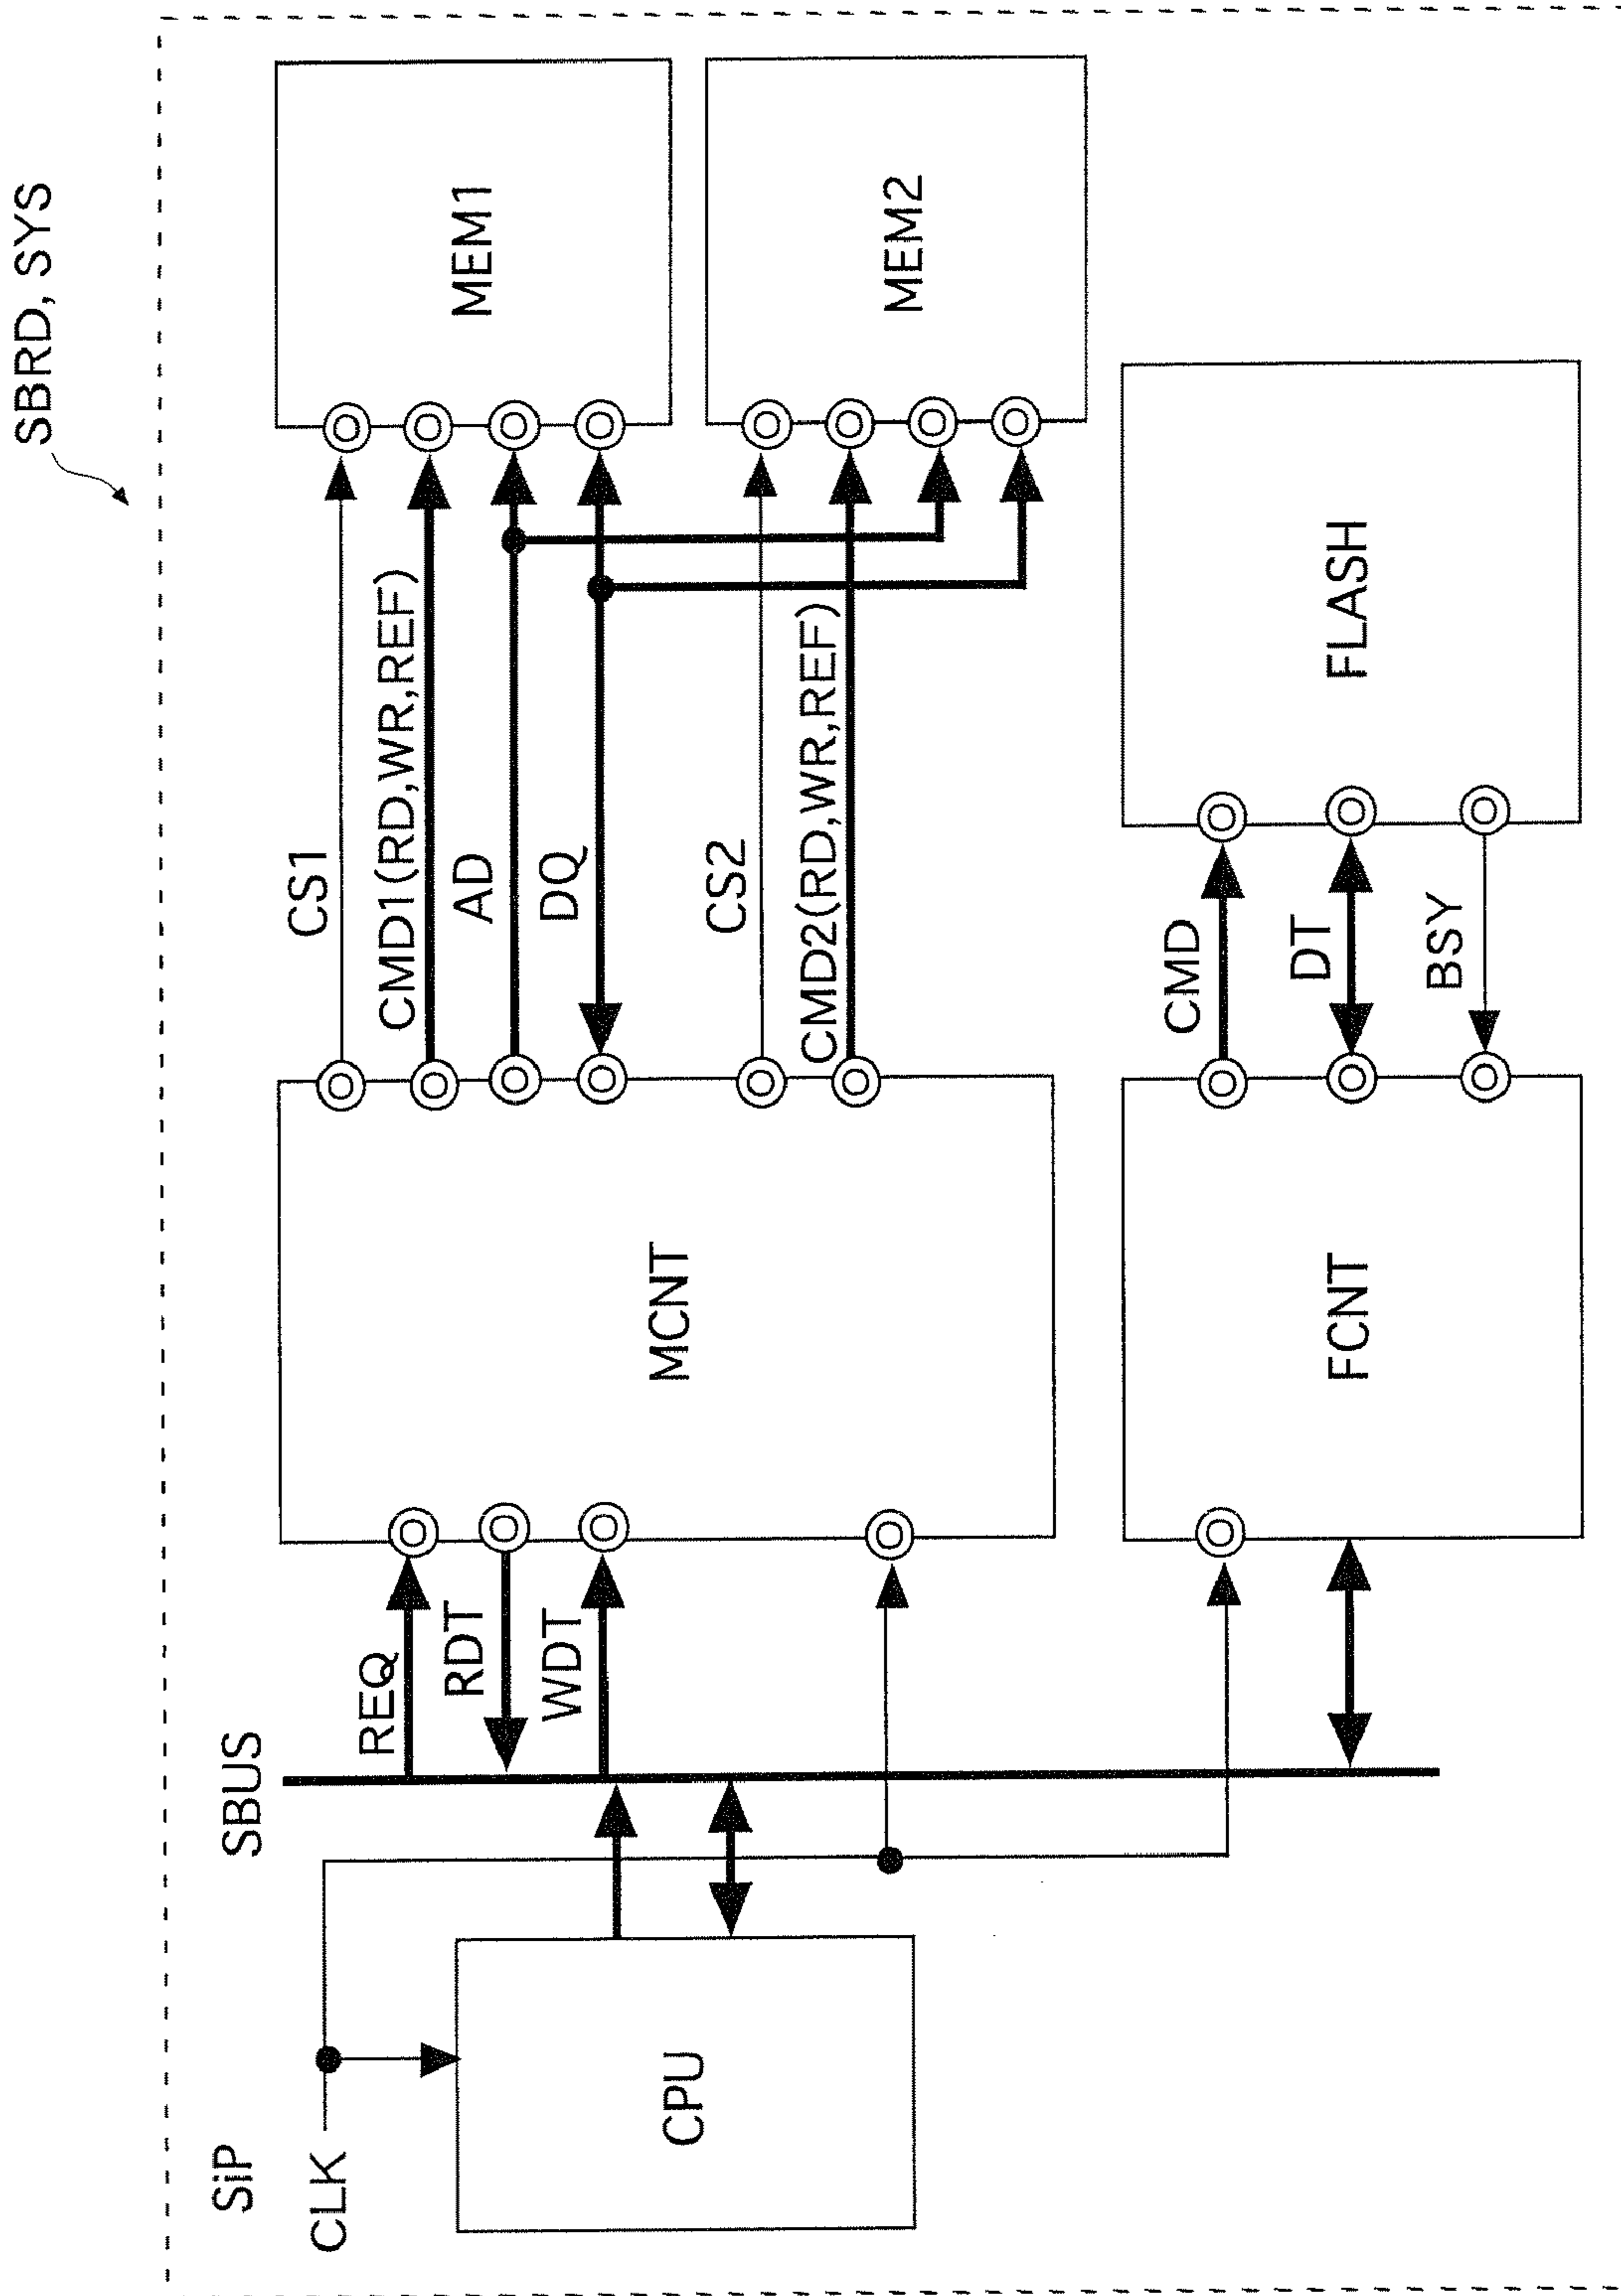 SBRD, SYS
SiP
SBUS
CLK
CPU
REQ
RDT
WDT
MCNT
CS1
CMD1(RD,WR,REF)
AD
DQ
CS2
CMD2(RD,WR,REF)
MEM1
MEM2
FCNT
CMD
DT
BSY
FLASH